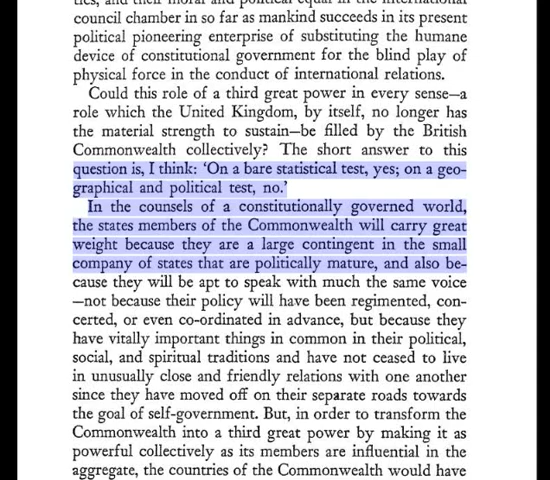 tics, and their moral and political equal in the international
council chamber in so far as mankind succeeds in its present
political pioneering enterprise of substituting the humane
device of constitutional government for the blind play of
physical force in the conduct of international relations.
Could this role of a third great power in every sense—a
role which the United Kingdom, by itself, no longer has
the material strength to sustain—be filled by the British
Commonwealth collectively? The short answer to this
question is, I think: 'On a bare statistical test, yes; on a geo-
graphical and political test, no.'
In the counsels of a constitutionally governed world,
the states members of the Commonwealth will carry great
weight because they are a large contingent in the small
company of states that are politically mature, and also be-
cause they will be apt to speak with much the same voice
—not because their policy will have been regimented, con-
certed, or even co-ordinated in advance, but because they
have vitally important things in common in their political,
social, and spiritual traditions and have not ceased to live
in unusually close and friendly relations with one another
since they have moved off on their separate roads towards
the goal of self-government. But, in order to transform the
Commonwealth into a third great power by making it as
powerful collectively as its members are influential in the
aggregate, the countries of the Commonwealth would have